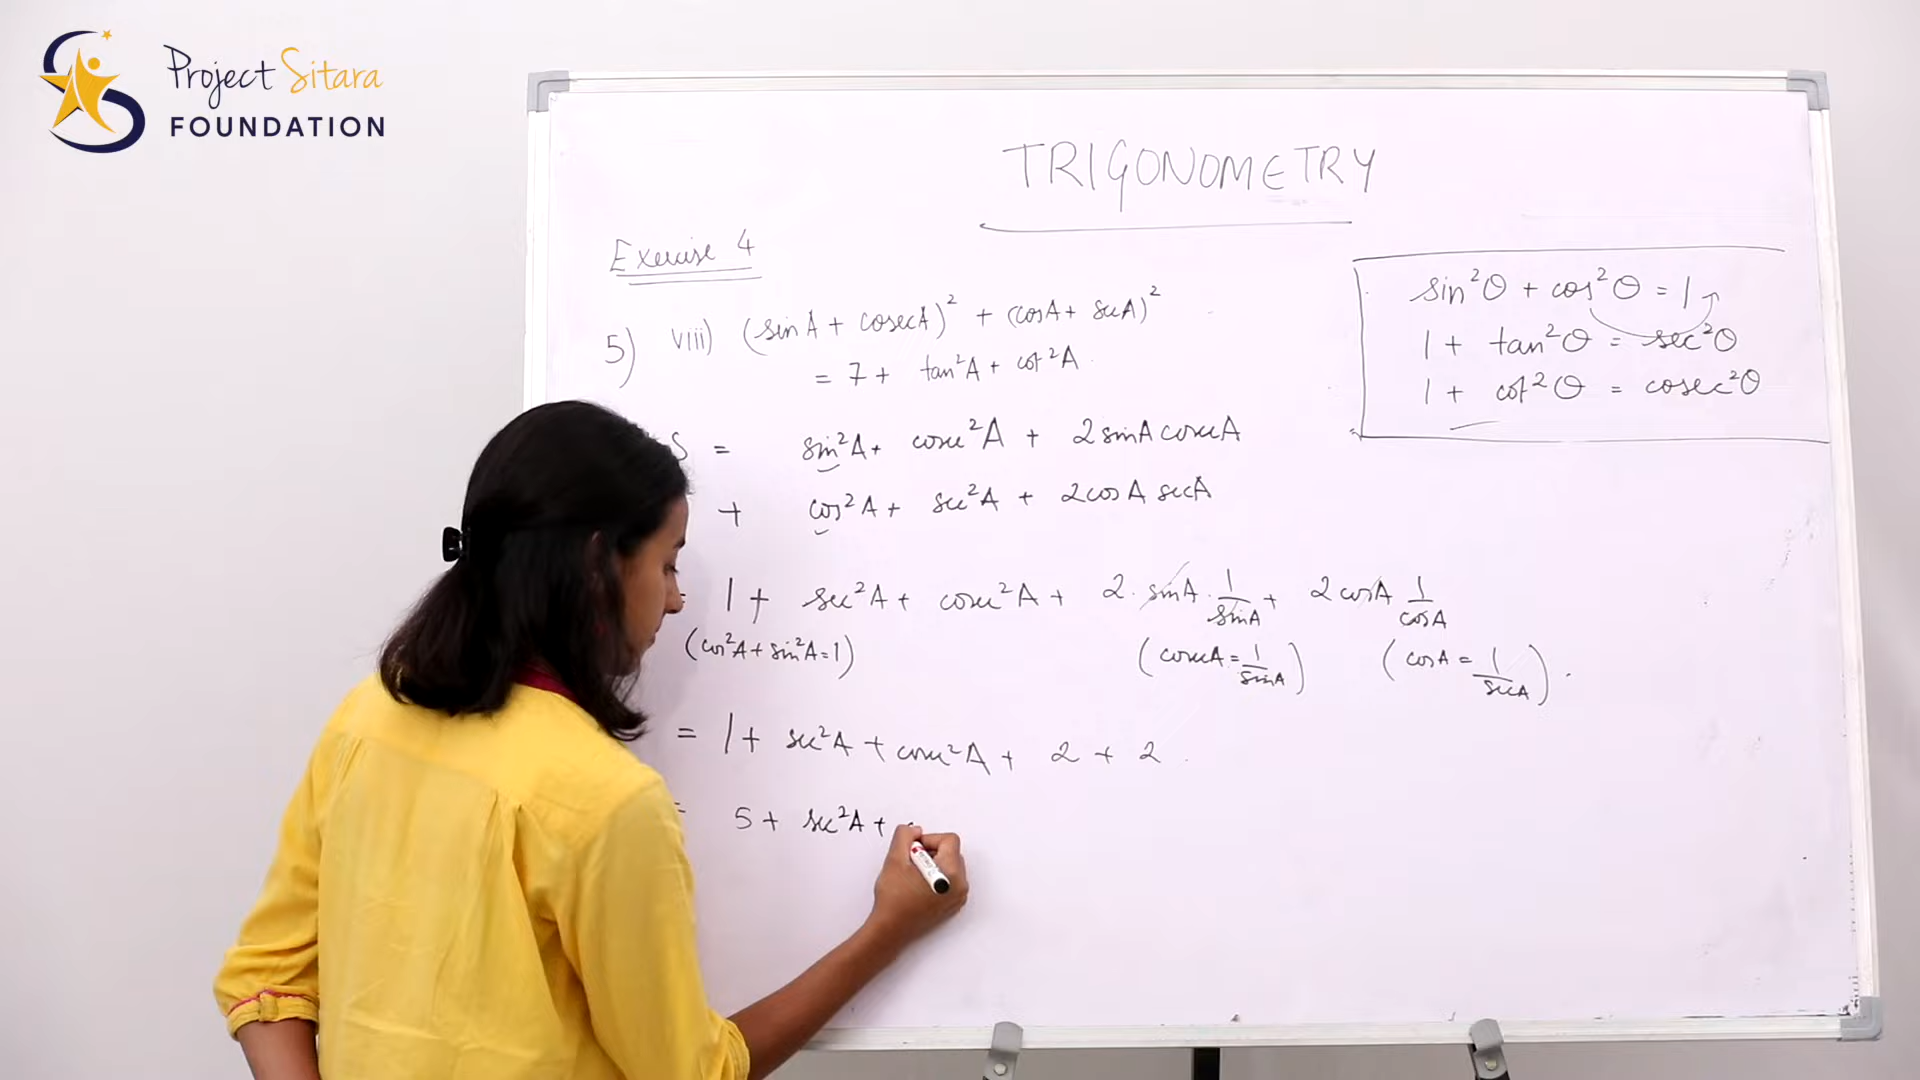 Project Sitara
FOUNDATION
TRIGONOMETRY
Exercise 4
5) viii) (sinA + cosecA)² + (cosA + secA)²
= 7 + tan²A + cot²A
S = sin²A + cosec²A + 2 sinA cosecA
+ cos²A + sec²A + 2cosA secA
= 1 + sec²A + cosec²A + 2 · sinA · 1/sinA + 2 cosA 1/cosA
(cos²A + sin²A = 1) (cosecA = 1/sinA) (cosA = 1/secA)
= 1 + sec²A + cosec²A + 2 + 2
= 5 + sec²A +
sin²θ + cos²θ = 1
1 + tan²θ = sec²θ
1 + cot²θ = cosec²θ